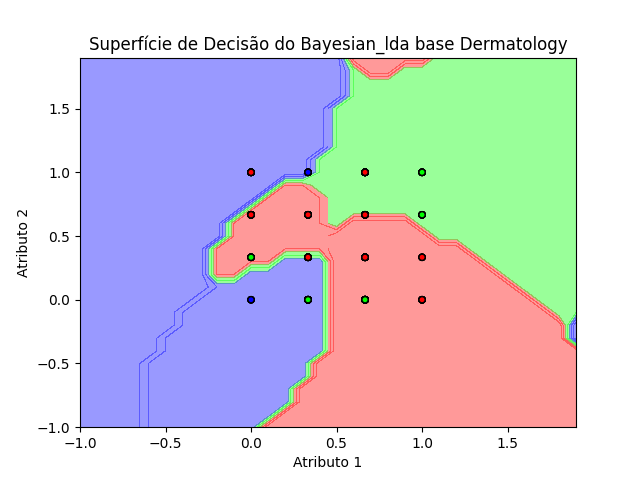 Superfície de Decisão do Bayesian_lda base Dermatology
1.5
1.0
0.5
0.0
−0.5
−1.0
Atributo 2
−1.0 −0.5 0.0 0.5 1.0 1.5
Atributo 1